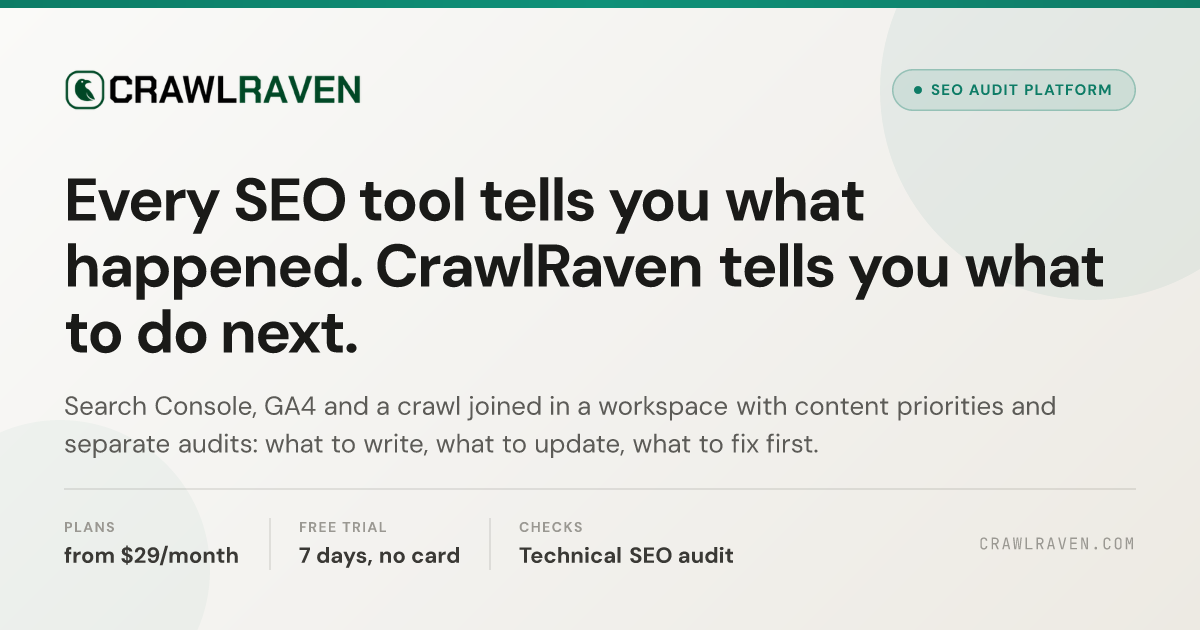 CRAWLRAVEN
SEO AUDIT PLATFORM
Every SEO tool tells you what
happened. CrawlRaven tells you what
to do next.
Search Console, GA4 and a crawl joined in a workspace with content priorities and
separate audits: what to write, what to update, what to fix first.
PLANS
from $29/month
FREE TRIAL
7 days, no card
CHECKS
Technical SEO audit
CRAWLRAVEN.COM